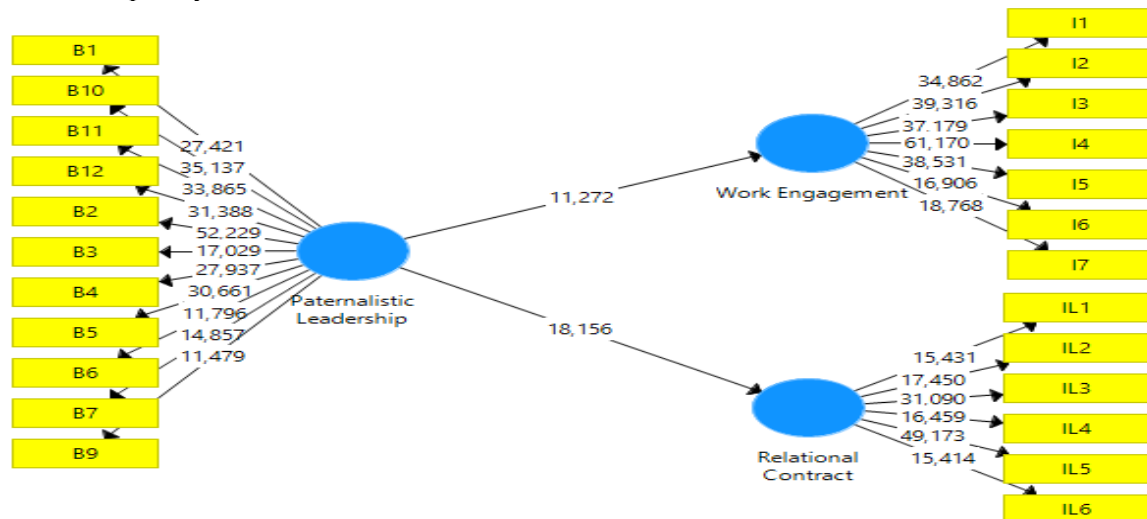 B1
B10
B11
B12
B2
B3
B4
B5
B6
B7
B9
27,421
35,137
33,865
31,388
52,229
17,029
27,937
30,661
11,796
14,857
11,479
Paternalistic
Leadership
11,272
18,156
Work Engagement
34,862
39,316
37.179
61,170
38,531
16,906
18,768
I1
I2
I3
I4
I5
I6
I7
Relational
Contract
15,431
17,450
31,090
16,459
49,173
15,414
IL1
IL2
IL3
IL4
IL5
IL6